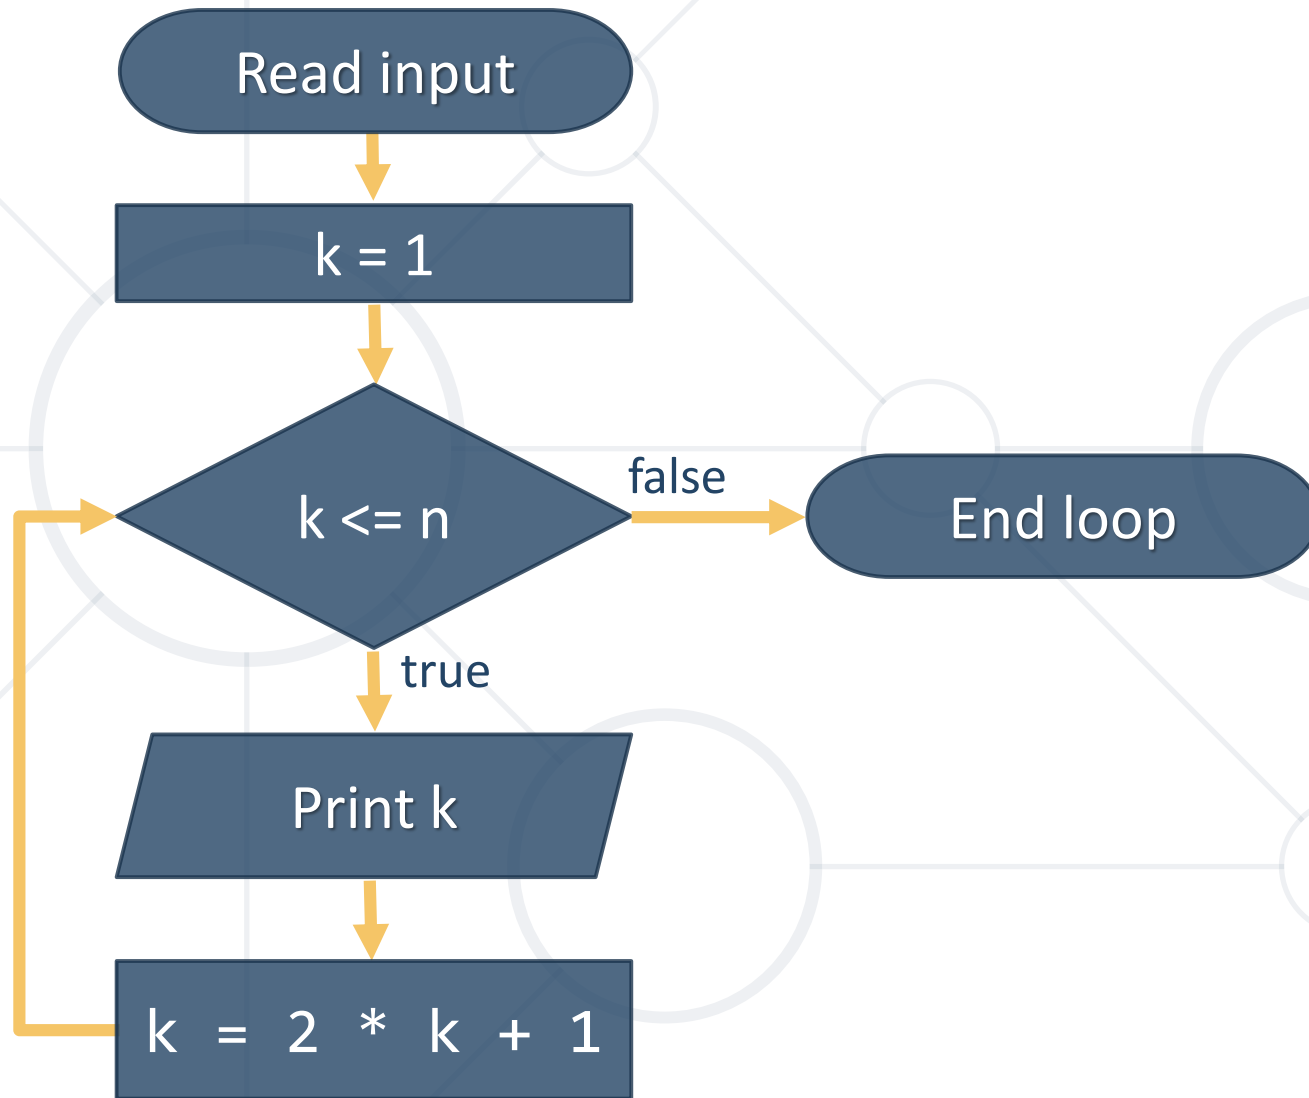 Read input
k = 1
k <= n
false
End loop
true
Print k
k = 2 * k + 1